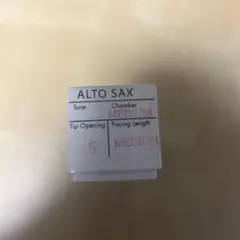 ALTO SAX
Tone Chamber
MEDIUM
Tip-Opening Facing Length
5 MEDIUM